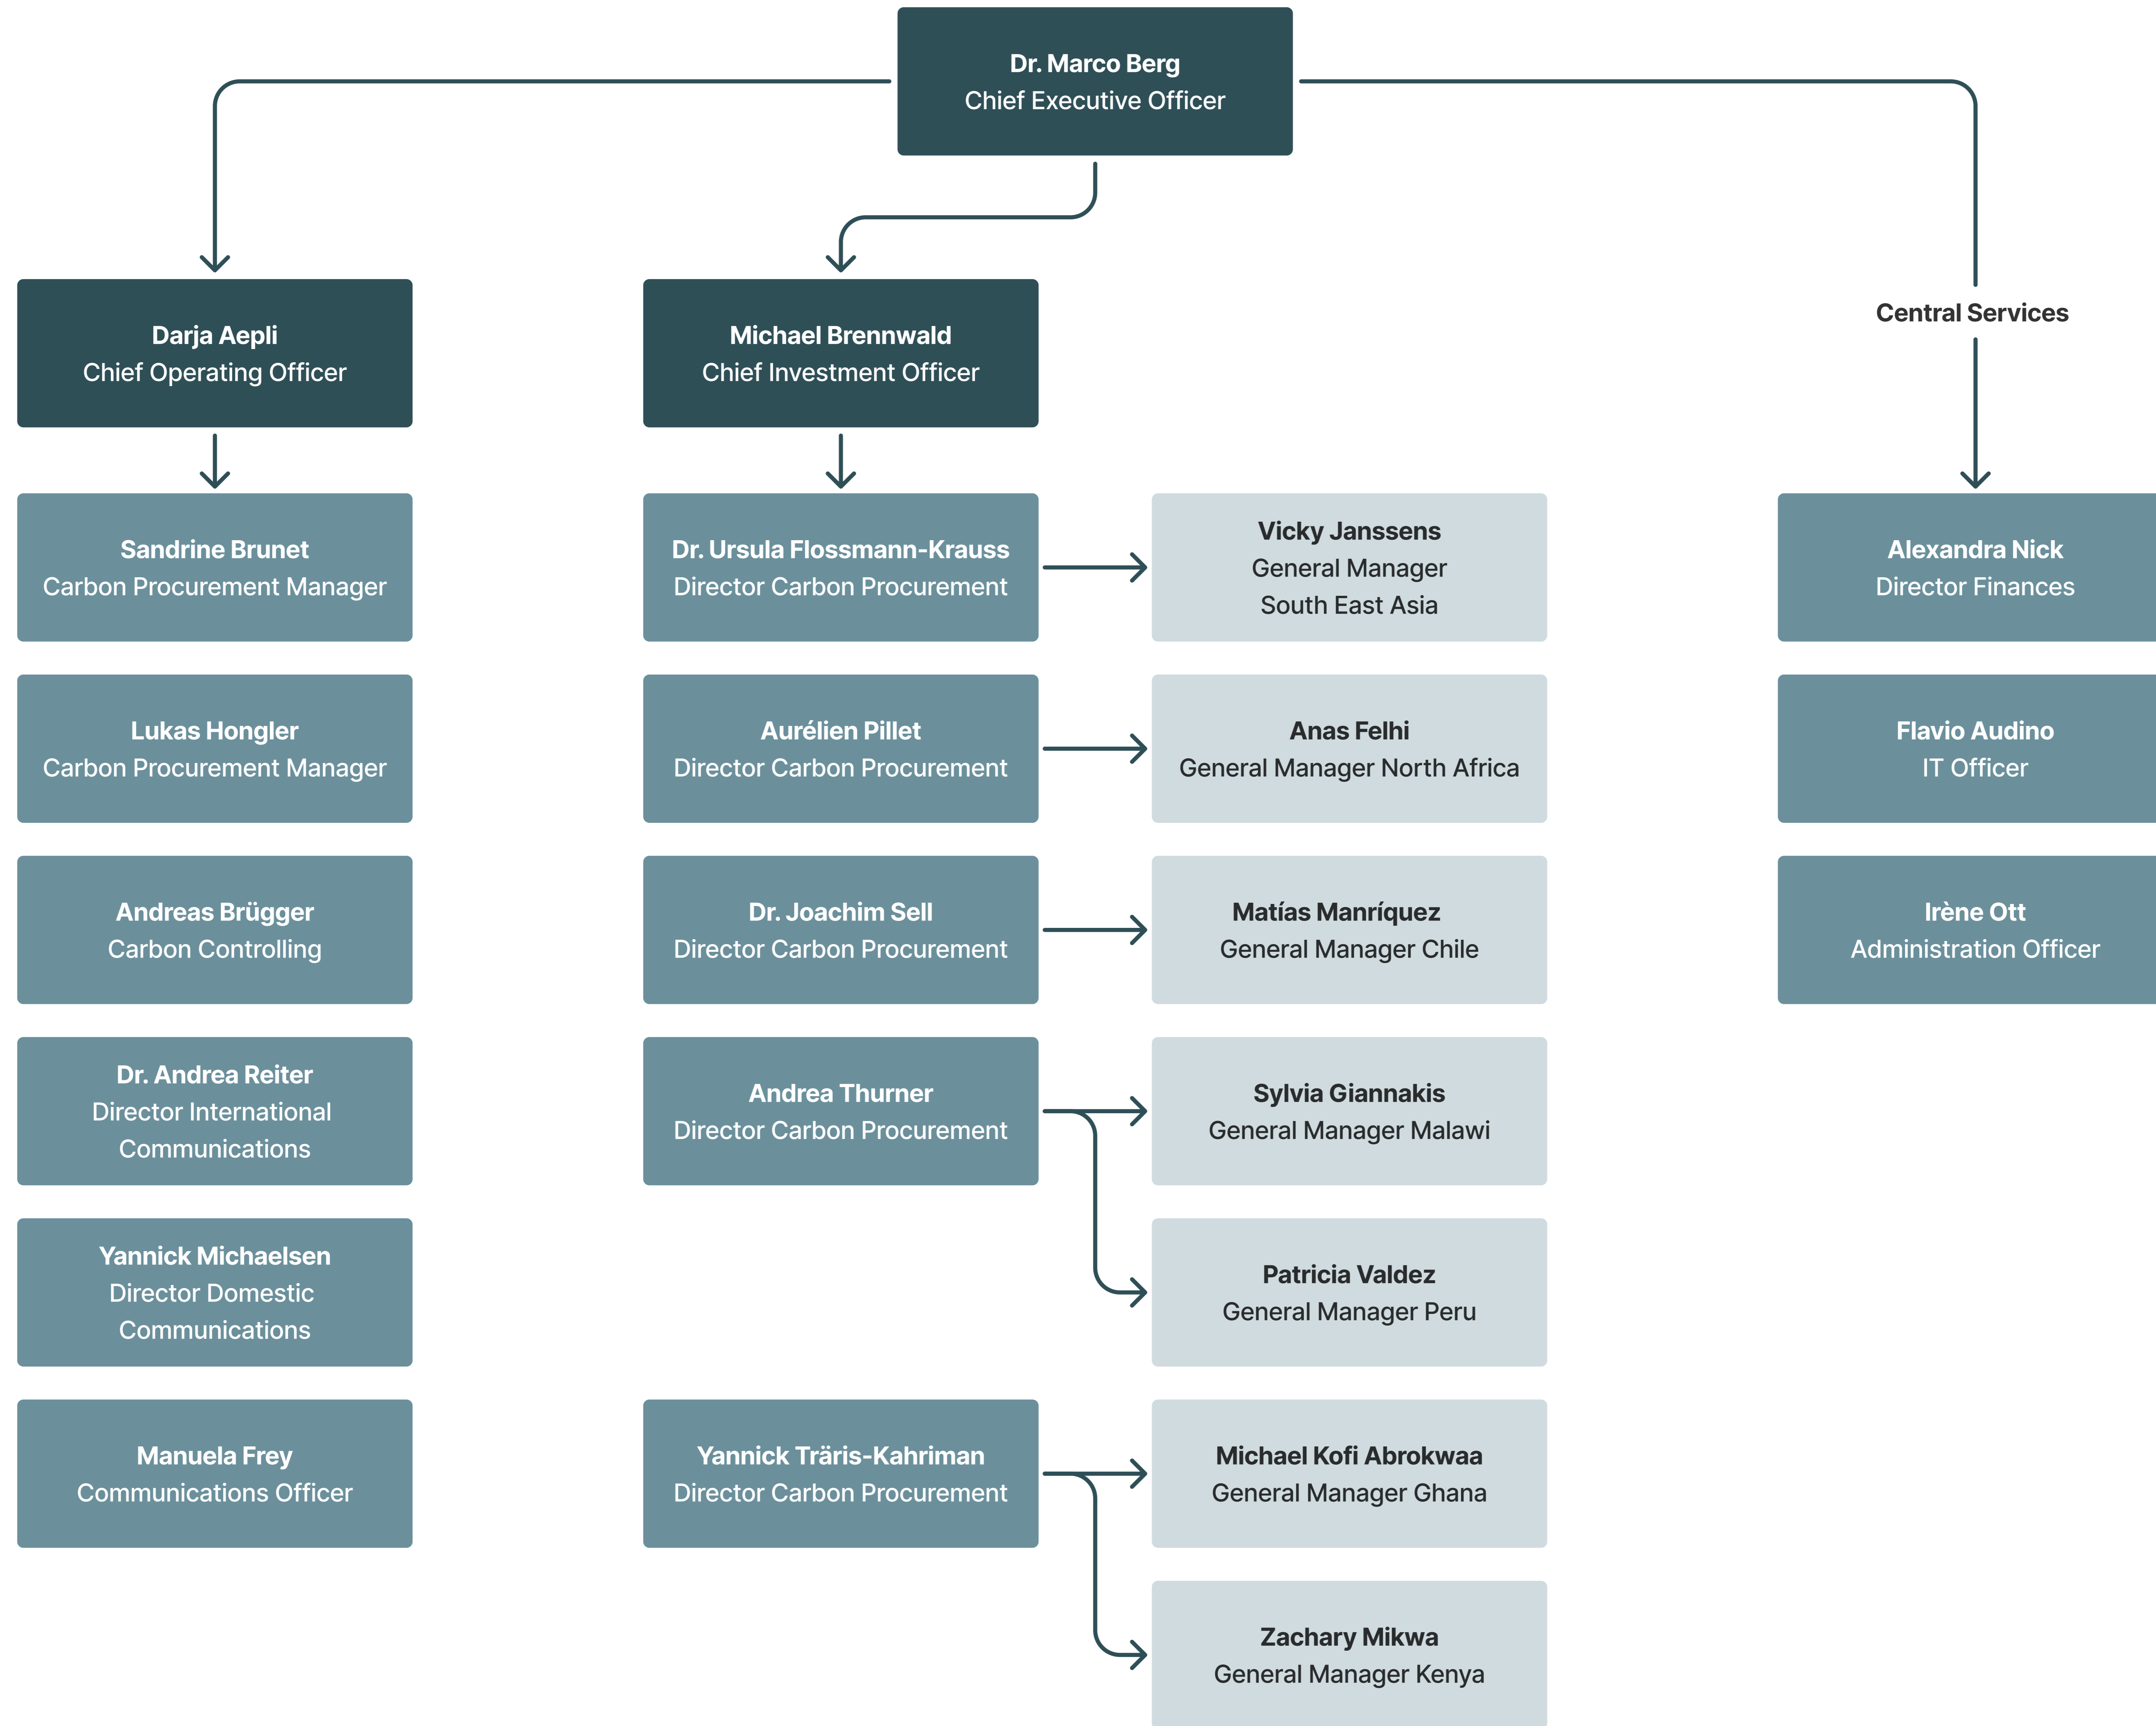 Dr. Marco Berg
Chief Executive Officer
Darja Aepli
Chief Operating Officer
Michael Brennwald
Chief Investment Officer
Central Services
Sandrine Brunet
Carbon Procurement Manager
Dr. Ursula Flossmann-Krauss
Director Carbon Procurement
Vicky Janssens
General Manager
South East Asia
Alexandra Nick
Director Finances
Lukas Hongler
Carbon Procurement Manager
Aurélien Pillet
Director Carbon Procurement
Anas Felhi
General Manager North Africa
Flavio Audino
IT Officer
Andreas Brügger
Carbon Controlling
Dr. Joachim Sell
Director Carbon Procurement
Matías Manríquez
General Manager Chile
Irène Ott
Administration Officer
Dr. Andrea Reiter
Director International
Communications
Andrea Thurner
Director Carbon Procurement
Sylvia Giannakis
General Manager Malawi
Yannick Michaelsen
Director Domestic
Communications
Patricia Valdez
General Manager Peru
Manuela Frey
Communications Officer
Yannick Träris-Kahriman
Director Carbon Procurement
Michael Kofi Abrokwaa
General Manager Ghana
Zachary Mikwa
General Manager Kenya